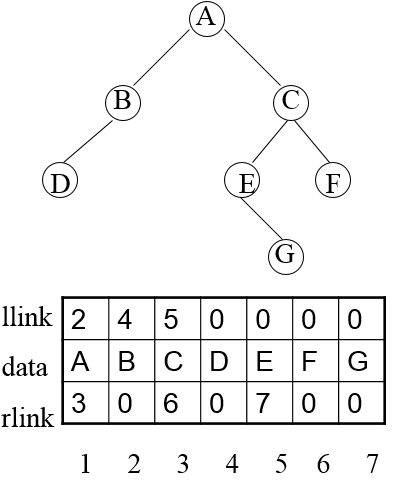 A
B C
D E F
G
llink 2 4 5 0 0 0 0
data A B C D E F G
rlink 3 0 6 0 7 0 0
1 2 3 4 5 6 7